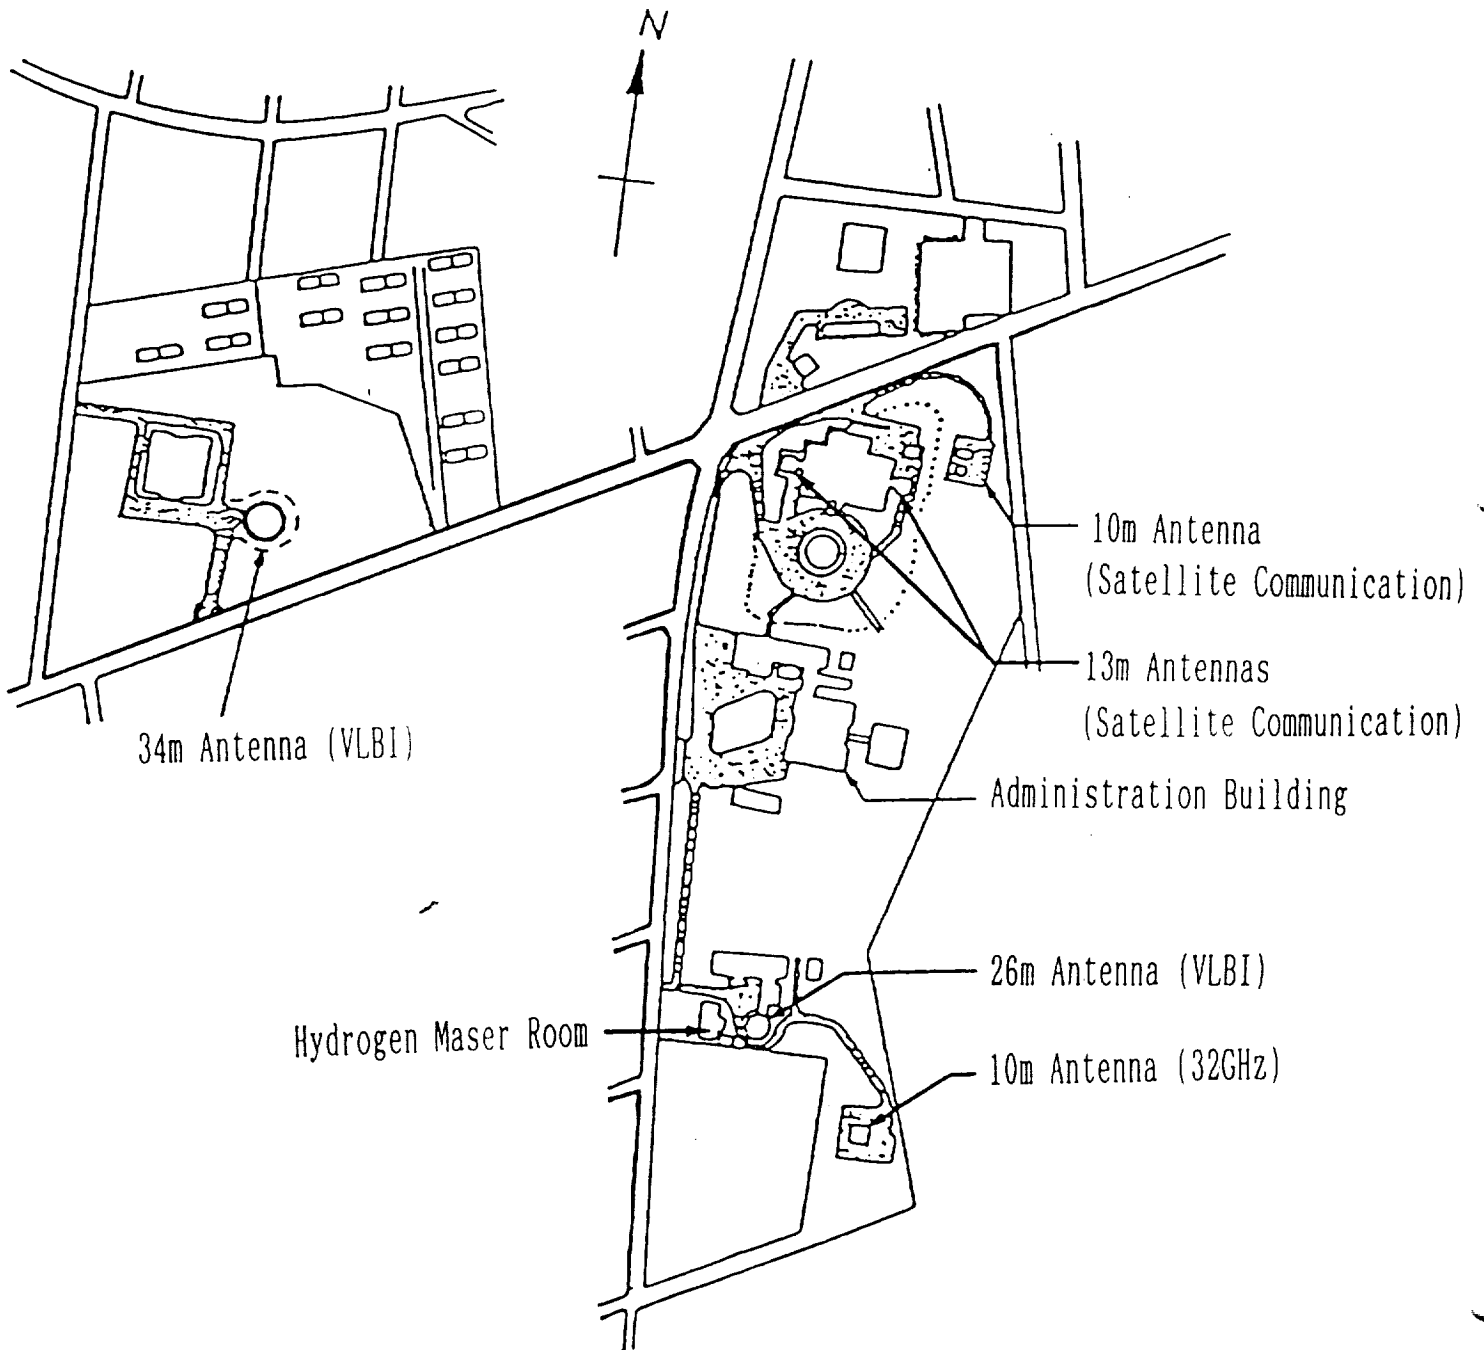 N
10m Antenna
(Satellite Communication)
13m Antennas
(Satellite Communication)
34m Antenna (VLBI)
Administration Building
26m Antenna (VLBI)
Hydrogen Maser Room
10m Antenna (32GHz)